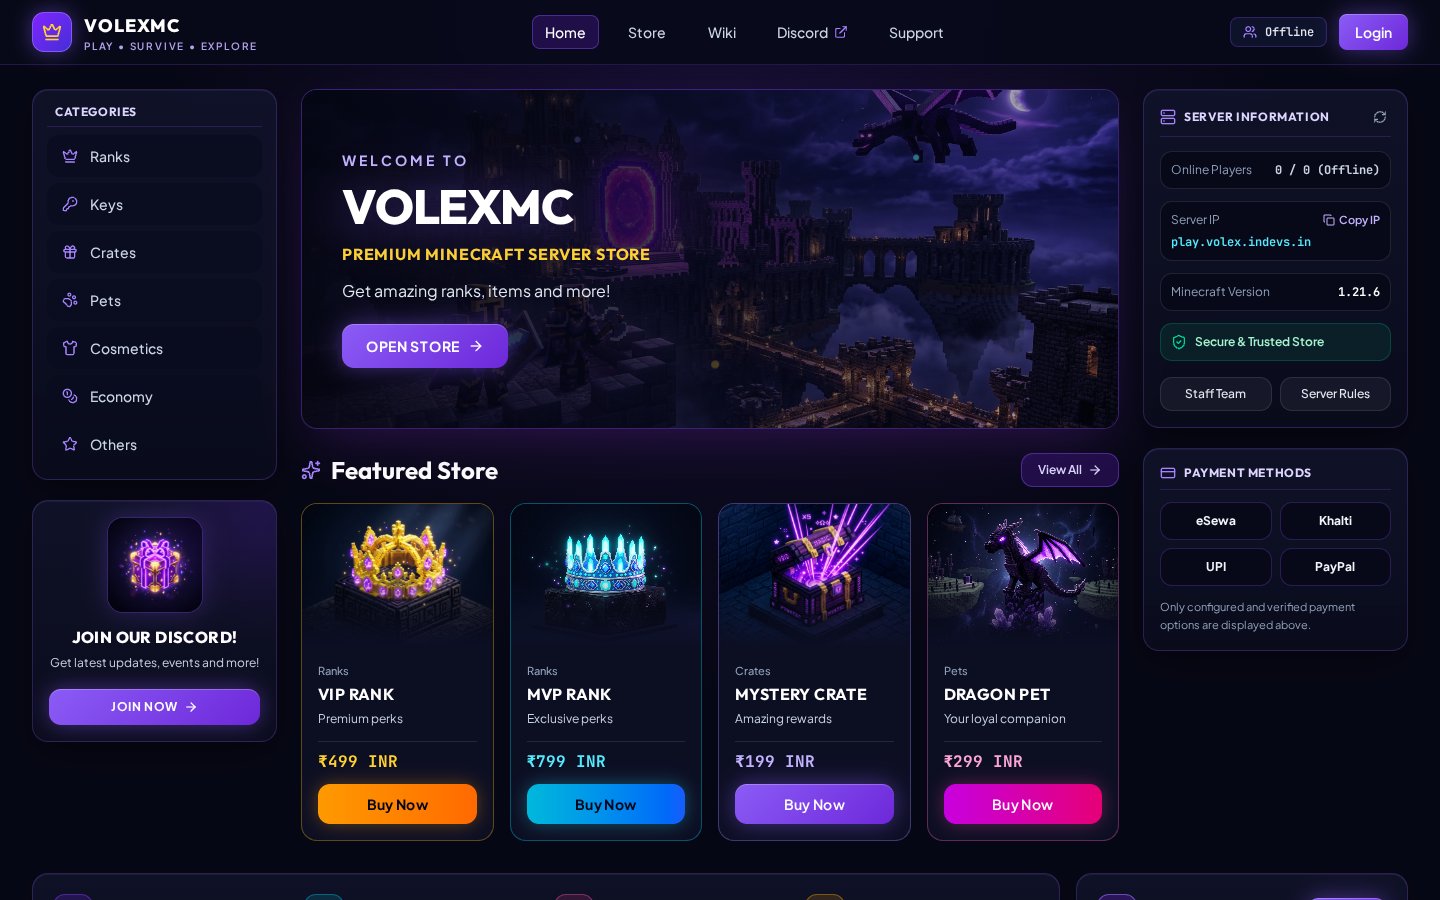 VOLEXMC
PLAY • SURVIVE • EXPLORE
Home
Store
Wiki
Discord
Support
Offline
Login
CATEGORIES
Ranks
Keys
Crates
Pets
Cosmetics
Economy
Others
JOIN OUR DISCORD!
Get latest updates, events and more!
JOIN NOW
WELCOME TO
VOLEXMC
PREMIUM MINECRAFT SERVER STORE
Get amazing ranks, items and more!
OPEN STORE
Featured Store
View All
Ranks
VIP RANK
Premium perks
₹499 INR
Buy Now
Ranks
MVP RANK
Exclusive perks
₹799 INR
Buy Now
Crates
MYSTERY CRATE
Amazing rewards
₹199 INR
Buy Now
Pets
DRAGON PET
Your loyal companion
₹299 INR
Buy Now
SERVER INFORMATION
Online Players 0 / 0 (Offline)
Server IP Copy IP
play.volex.indevs.in
Minecraft Version 1.21.6
Secure & Trusted Store
Staff Team
Server Rules
PAYMENT METHODS
eSewa
Khalti
UPI
PayPal
Only configured and verified payment
options are displayed above.